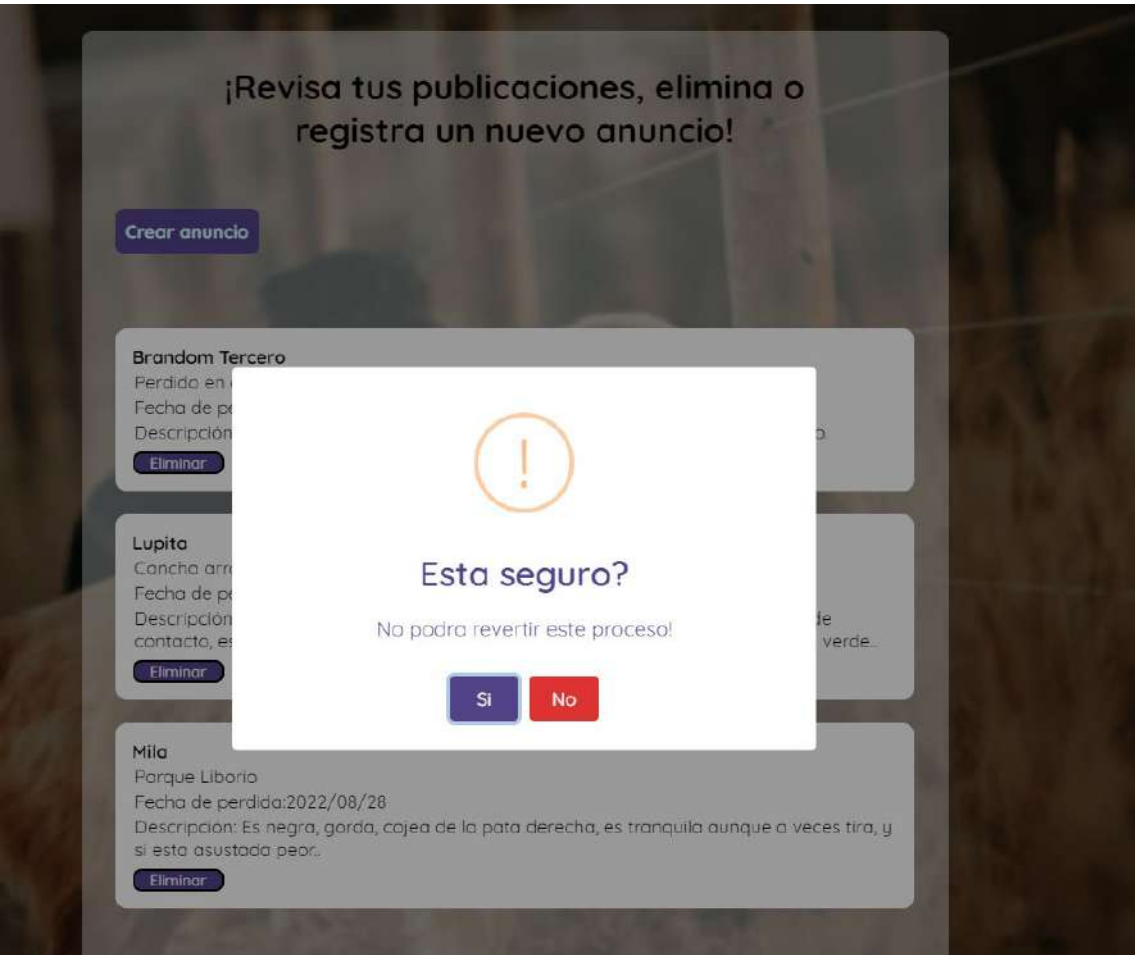 ¡Revisa tus publicaciones, elimina o
registra un nuevo anuncio!
Crear anuncio
Brandom Tercero
Perdido en
Fecha de
Descripción
Eliminar
Lupita
Cancha
Fecha de
Descripción
de
contacto,
verde..
Eliminar
Esta seguro?
No podra revertir este proceso!
Si
No
Mila
Parque Liborio
Fecha de perdida:2022/08/28
Descripción: Es negra, gorda, cojea de la pata derecha, es tranquila aunque a veces tira, y
si esta asustada peor..
Eliminar